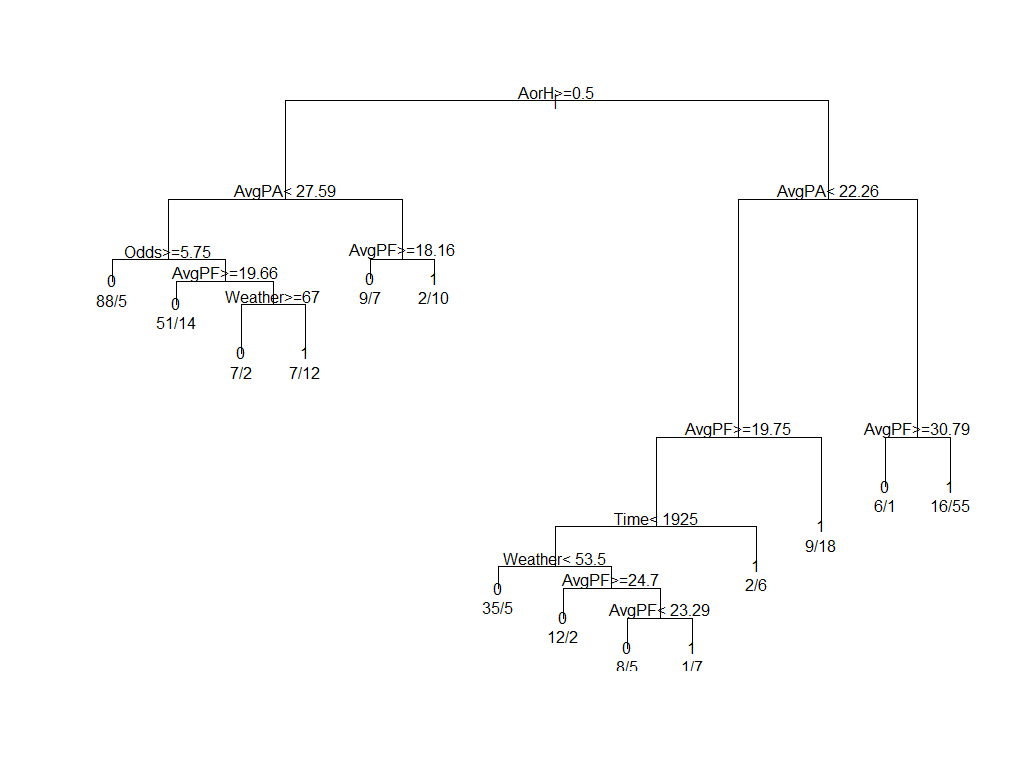 AorH>=0.5
AvgPA< 27.59
AvgPA< 22.26
Odds>=5.75
AvgPF>=18.16
AvgPF>=19.66
0
0
1
88/5
Weather>=67
9/7
2/10
0
51/14
0
1
7/2
7/12
AvgPF>=19.75
AvgPF>=30.79
0
1
6/1
16/55
Time< 1925
1
9/18
Weather< 53.5
1
AvgPF>=24.7
2/6
0
35/5
AvgPF< 23.29
0
12/2
0
1
8/5
1/7